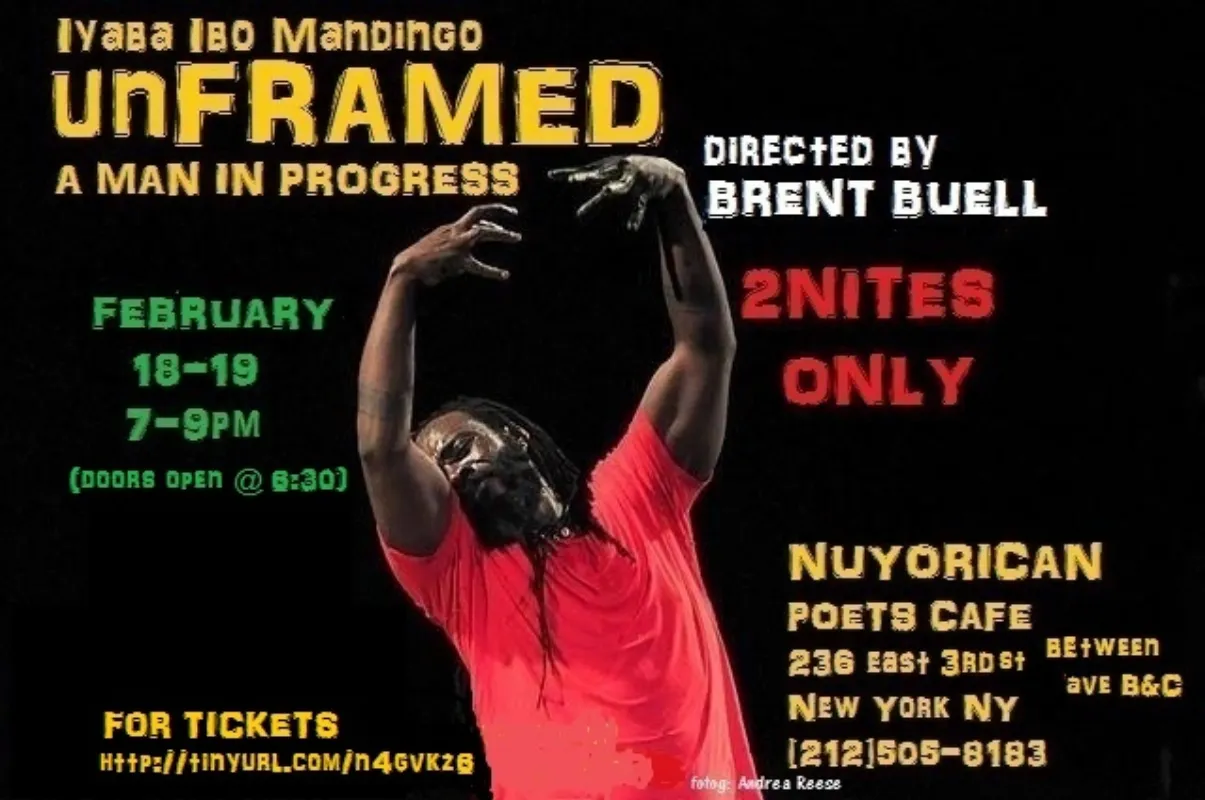 Iyaba Ibo Mandingo
unFRAMED
A MAN IN PROGRESS
DIRECTED BY
BRENT BUELL
2NITES
ONLY
FEBRUARY
18-19
7-9PM
(DOORS OPEN @ 6:30)
NUYORICAN
POETS CAFE
236 EAST 3RD ST BETWEEN
AVE B&C
NEW YORK NY
(212)505-8183
FOR TICKETS
HTTP://TINYURL.COM/N4GVKZ6
fotog: Andrea Reese